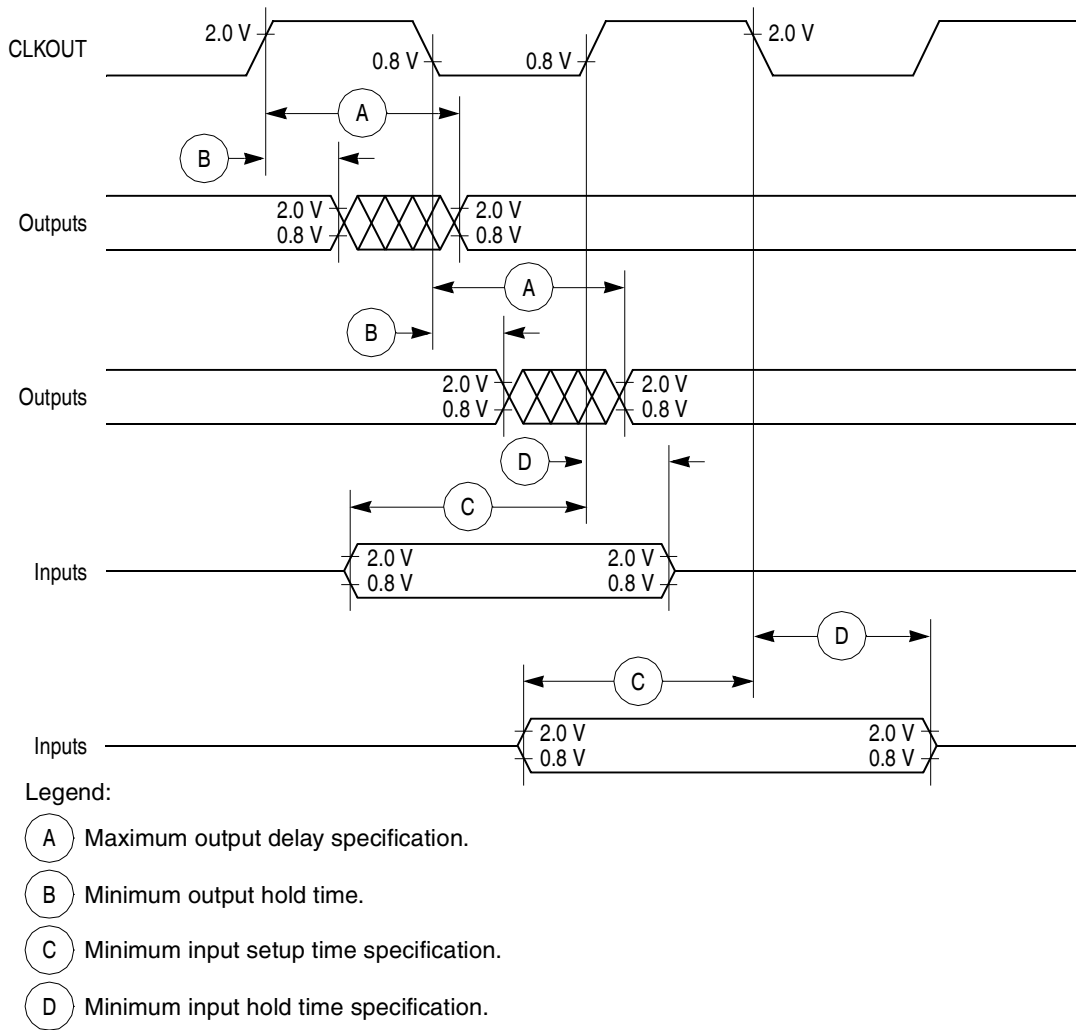 CLKOUT
2.0 V
0.8 V
0.8 V
2.0 V
A
B
Outputs
2.0 V
0.8 V
2.0 V
0.8 V
A
B
Outputs
2.0 V
0.8 V
2.0 V
0.8 V
D
C
Inputs
2.0 V
0.8 V
2.0 V
0.8 V
D
C
Inputs
2.0 V
0.8 V
2.0 V
0.8 V
Legend:
A Maximum output delay specification.
B Minimum output hold time.
C Minimum input setup time specification.
D Minimum input hold time specification.